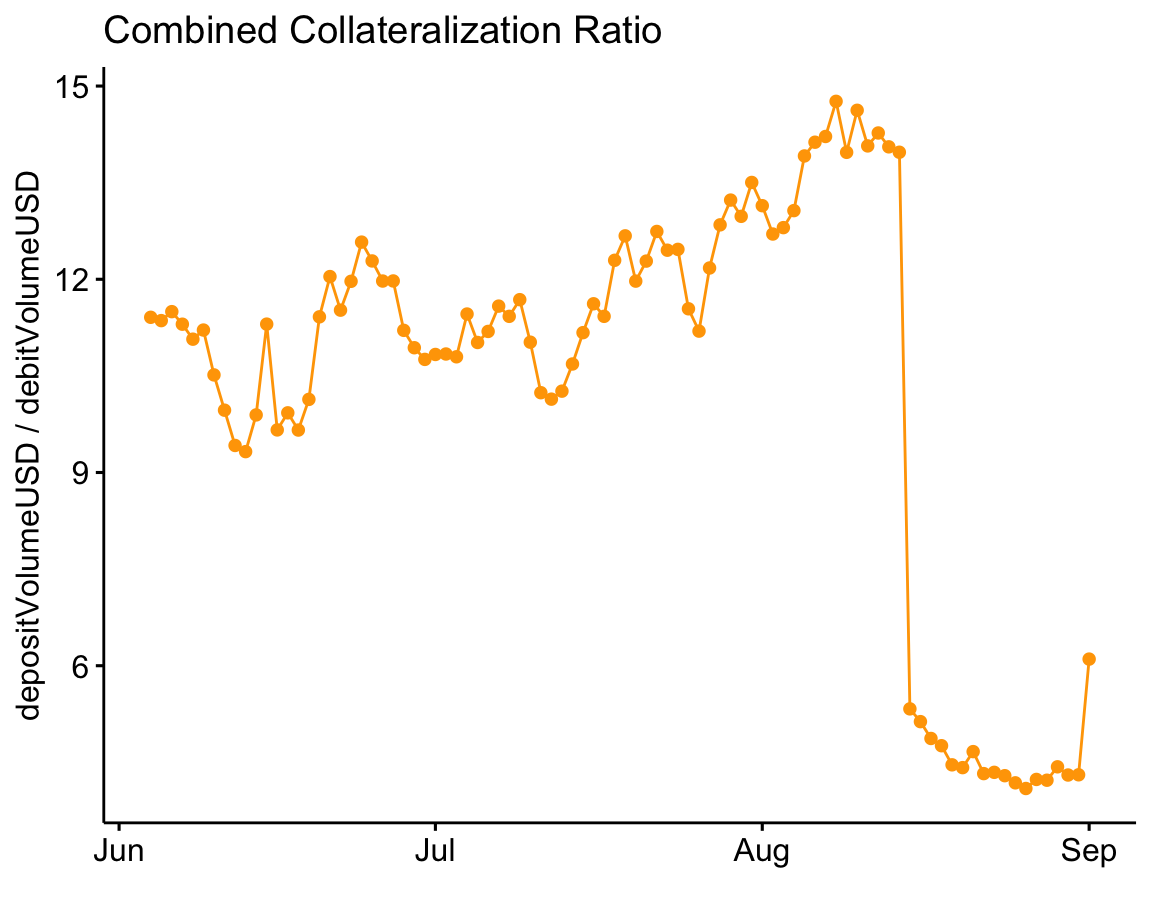 Combined Collateralization Ratio
depositVolumeUSD / debitVolumeUSD
15
12
9
6
Jun
Jul
Aug
Sep